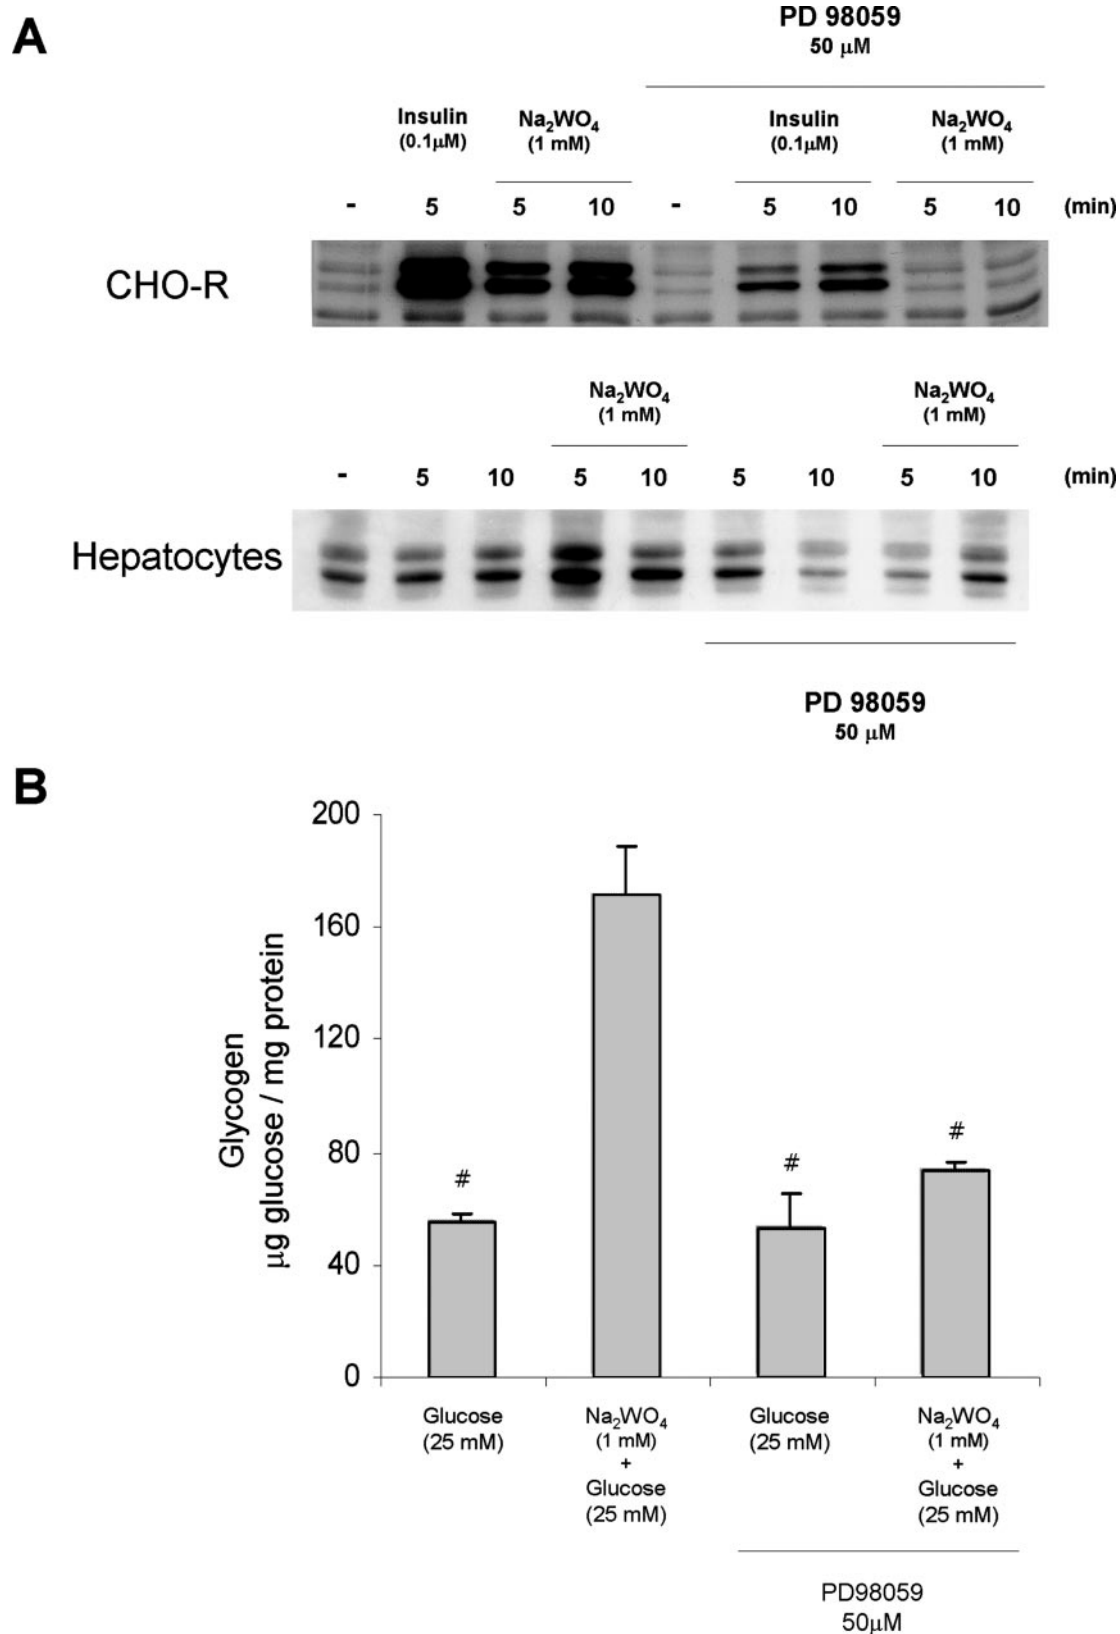 A
PD 98059
50 μM
Insulin
(0.1μM)
Na₂WO₄
(1 mM)
Insulin
(0.1μM)
Na₂WO₄
(1 mM)
- 5 5 10 - 5 10 5 10 (min)
CHO-R
Na₂WO₄
(1 mM)
Na₂WO₄
(1 mM)
- 5 10 5 10 5 10 5 10 (min)
Hepatocytes
PD 98059
50 μM
B
Glycogen
μg glucose / mg protein
200
160
120
80
40
0
#
#
#
Glucose
(25 mM)
Na₂WO₄
(1 mM)
+
Glucose
(25 mM)
Glucose
(25 mM)
Na₂WO₄
(1 mM)
+
Glucose
(25 mM)
PD98059
50μM